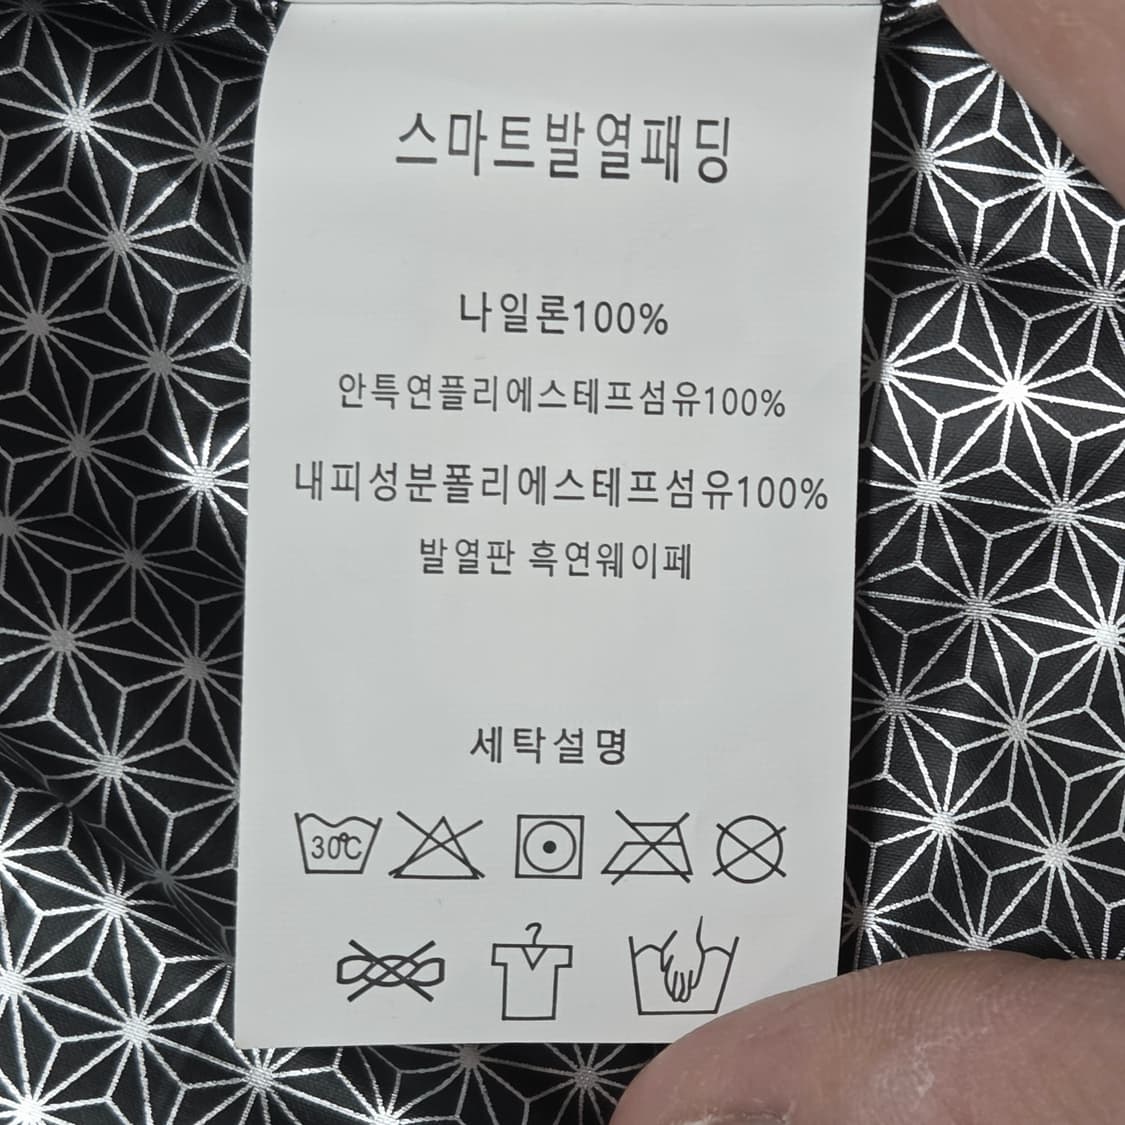 스마트발열패딩
나일론100%
안특연플리에스테프섬유100%
내피성분폴리에스테프섬유100%
발열판 흑연웨이페
세탁설명
30℃